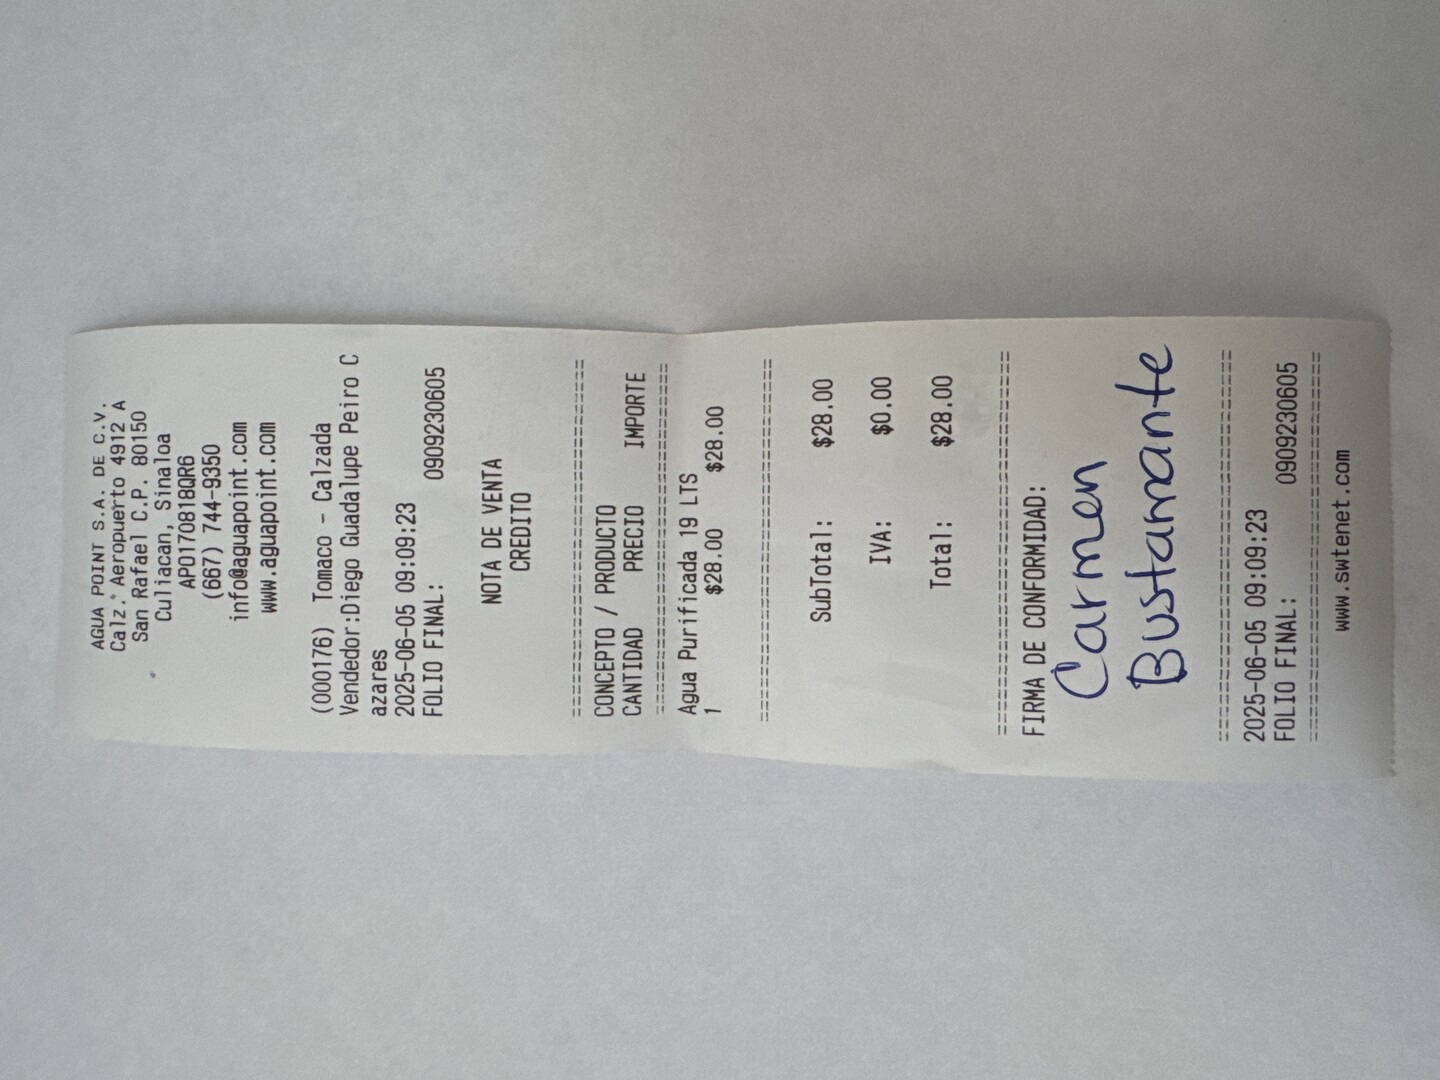 AGUA POINT S.A. DE C.V.
Calz.* Aeropuerto 4912 A
San Rafael C.P. 80150
Culiacan, Sinaloa
APO170818QR6
(667) 744-9350
info@aguapoint.com
www.aguapoint.com
(000176) Tomaco - Calzada
Vendedor:Diego Guadalupe Peiro C
azares
2025-06-05 09:09:23
FOLIO FINAL: 0909230605
NOTA DE VENTA
CREDITO
================================
CONCEPTO / PRODUCTO
CANTIDAD PRECIO IMPORTE
================================
Agua Purificada 19 LTS
1 $28.00 $28.00
================================
SubTotal: $28.00
IVA: $0.00
Total: $28.00
================================
FIRMA DE CONFORMIDAD:
Carmen
Bustamante
================================
2025-06-05 09:09:23
FOLIO FINAL: 0909230605
================================
www.swtenet.com